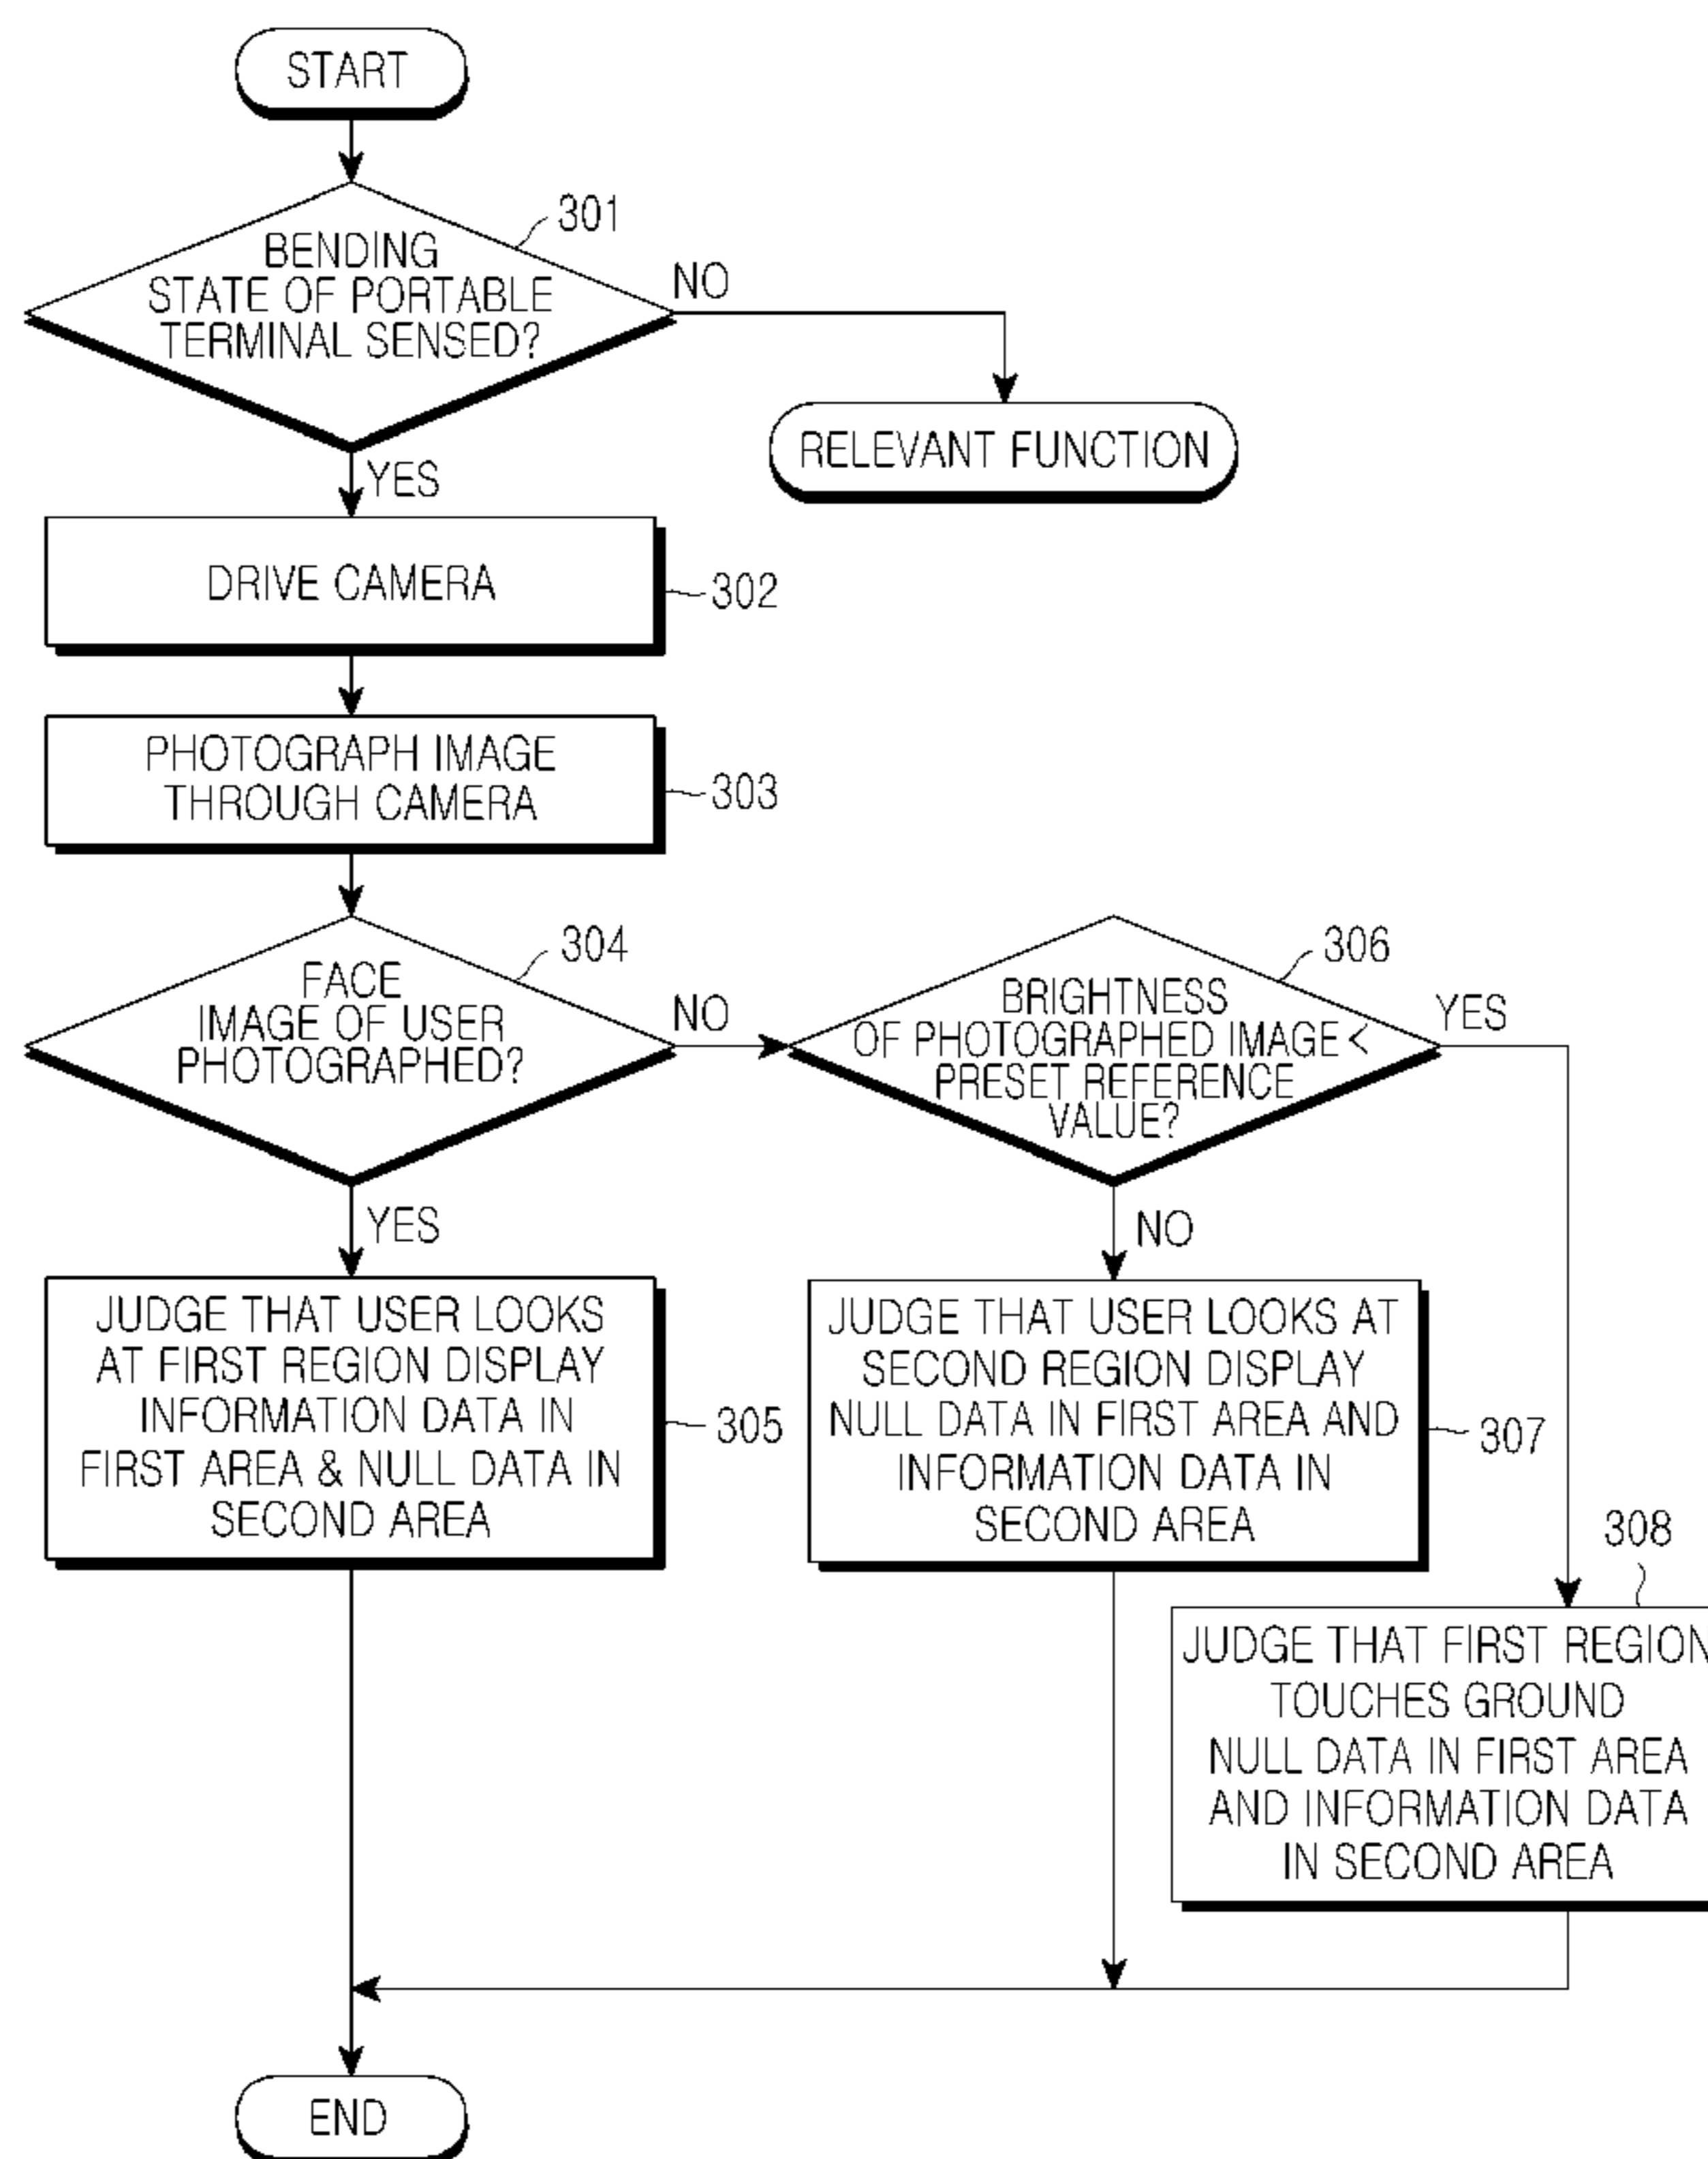 START
301
BENDING
STATE OF PORTABLE
TERMINAL SENSED?
NO
RELEVANT FUNCTION
YES
DRIVE CAMERA
302
PHOTOGRAPH IMAGE
THROUGH CAMERA
303
304
FACE
IMAGE OF USER
PHOTOGRAPHED?
NO
306
BRIGHTNESS
OF PHOTOGRAPHED IMAGE <
PRESET REFERENCE
VALUE?
YES
YES
NO
JUDGE THAT USER LOOKS
AT FIRST REGION DISPLAY
INFORMATION DATA IN
FIRST AREA & NULL DATA IN
SECOND AREA
305
JUDGE THAT USER LOOKS AT
SECOND REGION DISPLAY
NULL DATA IN FIRST AREA AND
INFORMATION DATA IN
SECOND AREA
307
308
JUDGE THAT FIRST REGION
TOUCHES GROUND
NULL DATA IN FIRST AREA
AND INFORMATION DATA
IN SECOND AREA
END